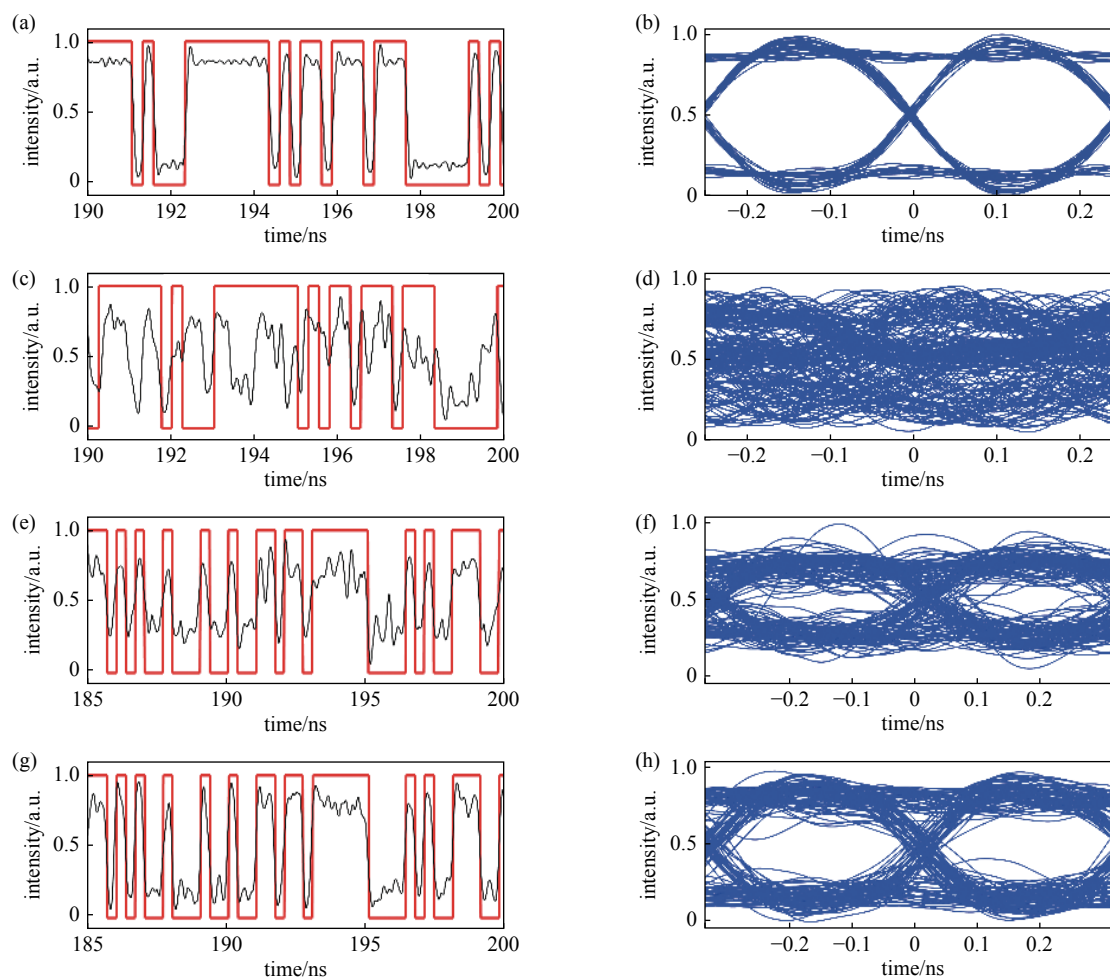 (a)
1.0
0.5
0
intensity/a.u.
190 192 194 196 198 200
time/ns
(b)
1.0
0.5
0
intensity/a.u.
−0.2 −0.1 0 0.1 0.2
time/ns
(c)
1.0
0.5
0
intensity/a.u.
190 192 194 196 198 200
time/ns
(d)
1.0
0.5
0
intensity/a.u.
−0.2 −0.1 0 0.1 0.2
time/ns
(e)
1.0
0.5
0
intensity/a.u.
185 190 195 200
time/ns
(f)
1.0
0.5
0
intensity/a.u.
−0.2 −0.1 0 0.2
time/ns
(g)
1.0
0.5
0
intensity/a.u.
185 190 195 200
time/ns
(h)
1.0
0.5
0
intensity/a.u.
−0.2 −0.1 0 0.2
time/ns